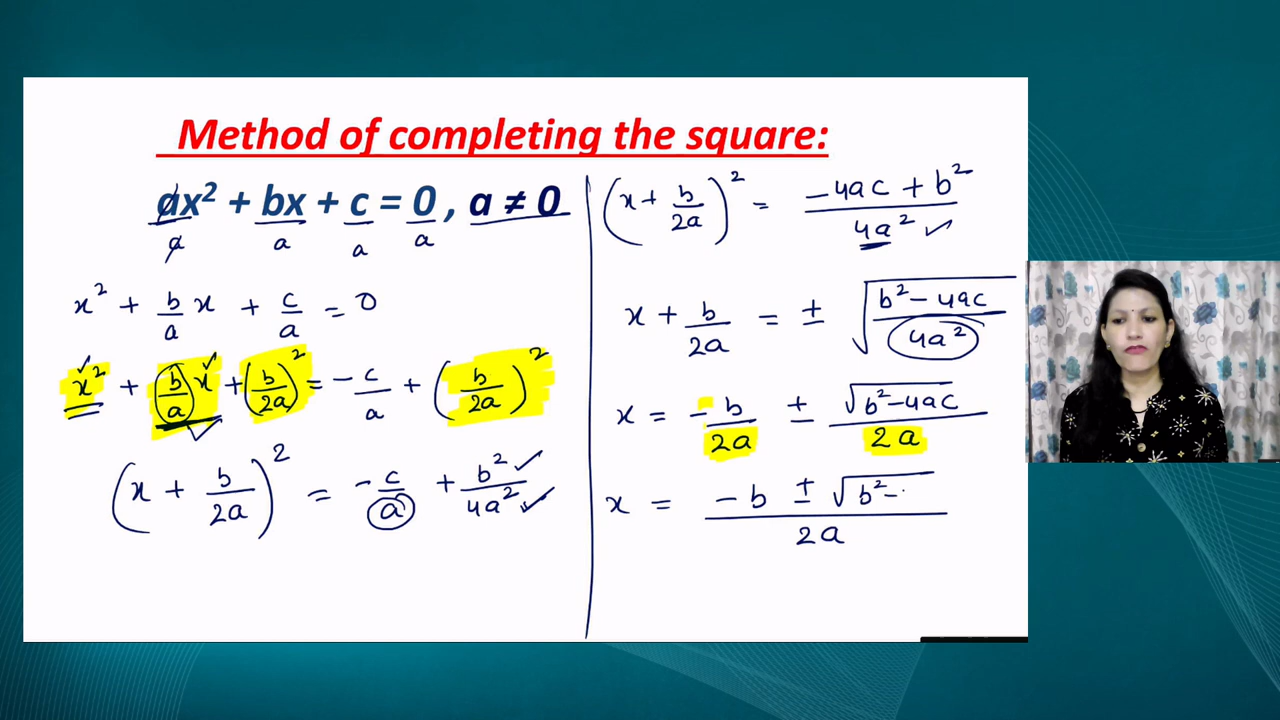 Method of completing the square:
ax² + bx + c = 0 , a ≠ 0
a a a a
x² + b/a x + c/a = 0
x² + (b/a) x + (b/2a)² = - c/a + (b/2a)²
(x + b/2a)² = - c/a + b²/4a²
(x + b/2a)² = (-4ac + b²)/4a²
x + b/2a = ± √((b² - 4ac)/4a²)
x = - b/2a ± √(b² - 4ac)/2a
x = (- b ± √(b² -))/2a